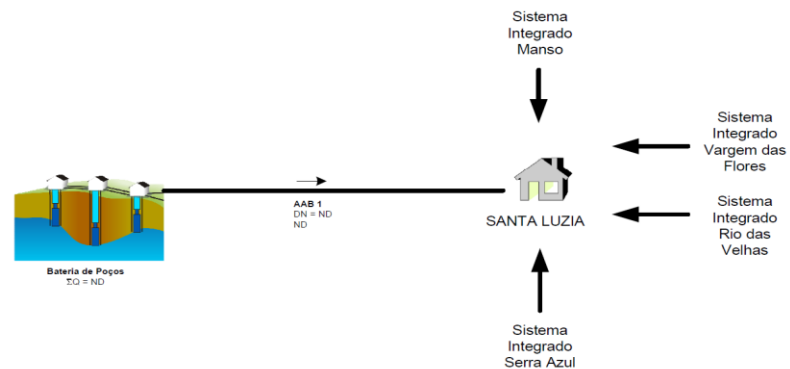 Sistema
Integrado
Manso
Sistema
Integrado
Vargem das
Flores
AAB 1
DN = ND
ND
SANTA LUZIA
Sistema
Integrado
Rio das
Velhas
Bateria de Poços
ΣQ = ND
Sistema
Integrado
Serra Azul